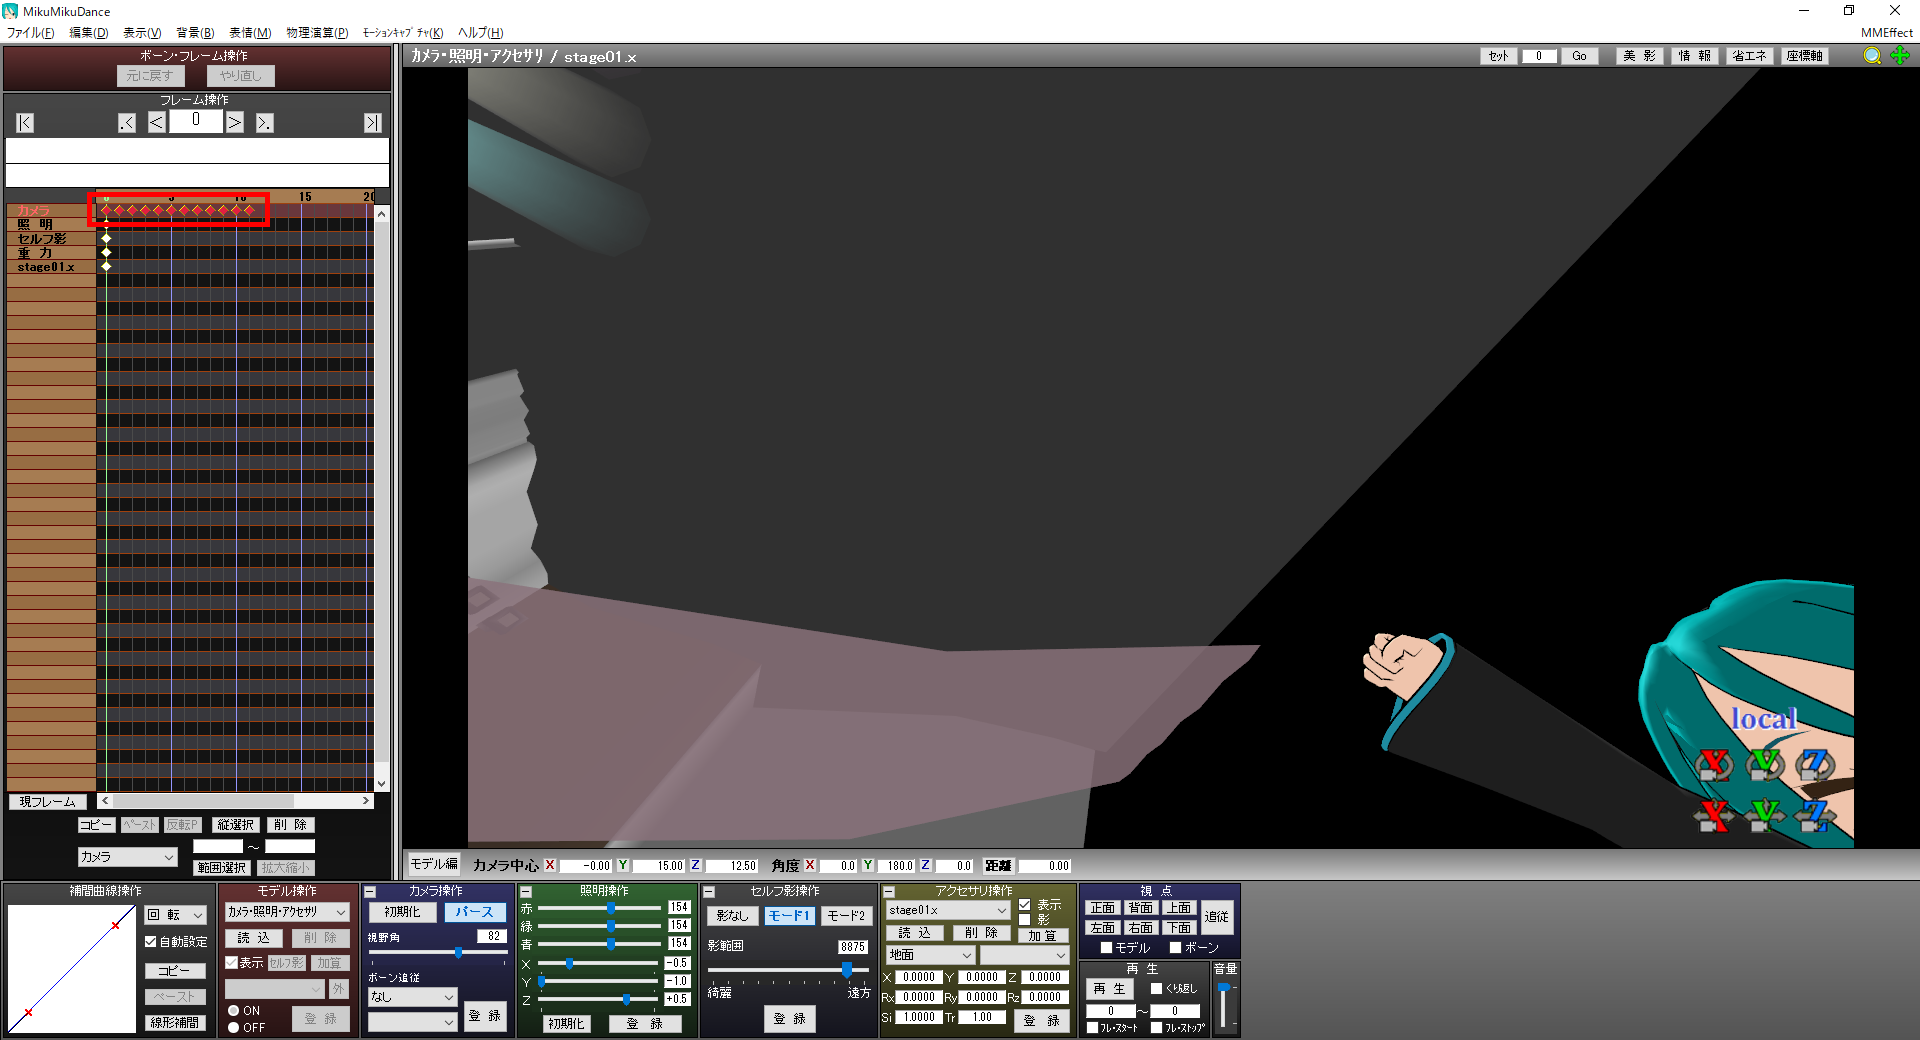 MikuMikuDance
ファイル(F) 編集(D) 表示(V) 背景(B) 表情(M) 物理演算(P) モーションキャプチャ(K) ヘルプ(H)
MMEffect
ボーン・フレーム操作
元に戻す やり直し
フレーム操作
|< .< < 0 > >. >|
カメラ・照明・アクセサリ / stage01.x
セット 0 Go 美 影 情 報 省エネ 座標軸
0 5 10 15 20
カメラ
照 明
セルフ影
重 力
stage01.x
現フレーム
コピー ペースト 反転P 縦選択 削 除
カメラ ～
範囲選択 拡大縮小
local
X Y Z
X Y Z
モデル編 カメラ中心 X -0.00 Y 15.00 Z 12.50 角度 X 0.0 Y 180.0 Z 0.0 距離 0.00
補間曲線操作
回 転
自動設定
コピー
ペースト
線形補間
モデル操作
カメラ・照明・アクセサリ
読 込 削 除
表示 セルフ影 加算
外
ON
OFF
登 録
カメラ操作
初期化 パース
視野角 82
ボーン追従
なし
登 録
照明操作
赤 154
緑 154
青 154
X -0.5
Y -1.0
Z +0.5
初期化 登 録
セルフ影操作
影なし モード1 モード2
影範囲 8875
綺麗 遠方
登 録
アクセサリ操作
stage01.x 表示
影
読 込 削 除 加 算
地面
X 0.0000 Y 0.0000 Z 0.0000
Rx 0.0000 Ry 0.0000 Rz 0.0000
Si 1.0000 Tr 1.00 登 録
視 点
正面 背面 上面 追従
左面 右面 下面
モデル ボーン
再 生
再 生 くり返し
0 ～ 0
フレ・スタート フレ・ストップ
音量